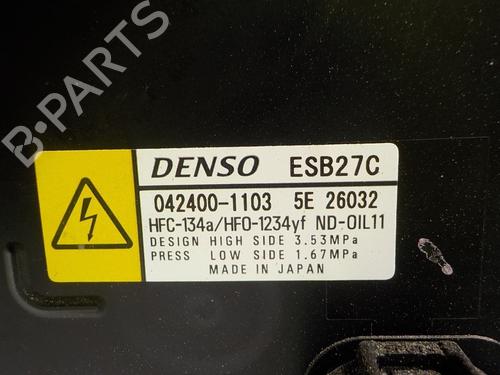 B-PARTS
DENSO ESB27C
042400-1103 5E 26032
HFC-134a/HFO-1234yf ND-OIL11
DESIGN HIGH SIDE 3.53MPa
PRESS LOW SIDE 1.67MPa
MADE IN JAPAN